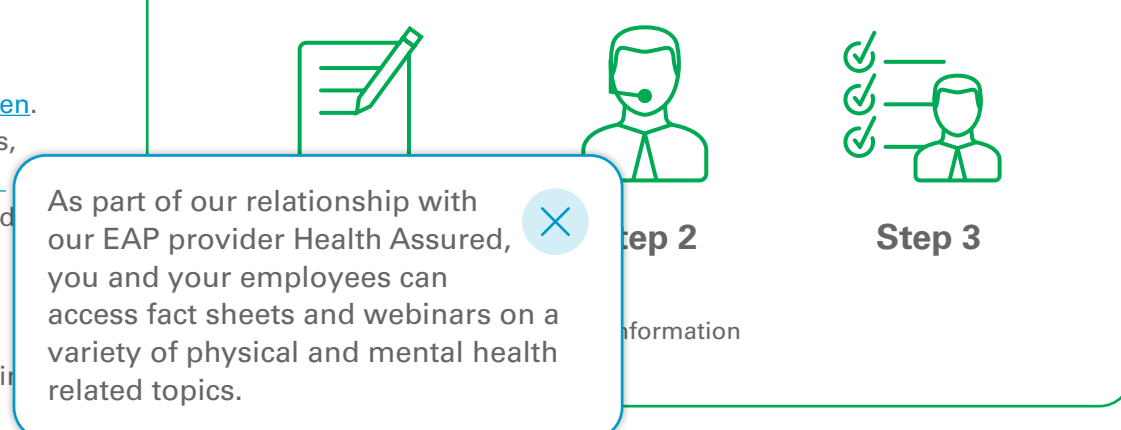 en.
s,
d
As part of our relationship with
our EAP provider Health Assured,
you and your employees can
access fact sheets and webinars on a
variety of physical and mental health
related topics.
tep 2
Step 3
nformation